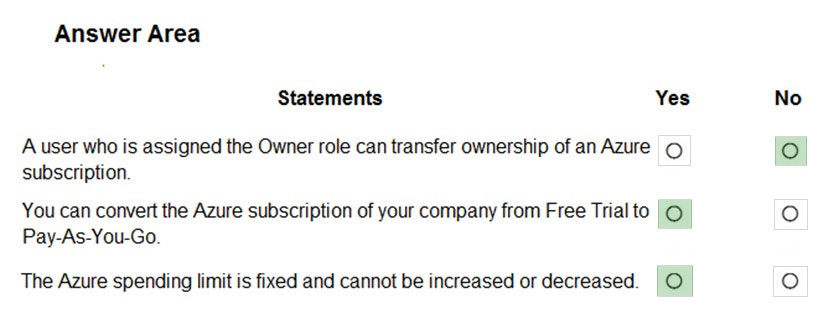 Answer Area
Statements Yes No
A user who is assigned the Owner role can transfer ownership of an Azure
subscription.
You can convert the Azure subscription of your company from Free Trial to
Pay-As-You-Go.
The Azure spending limit is fixed and cannot be increased or decreased.